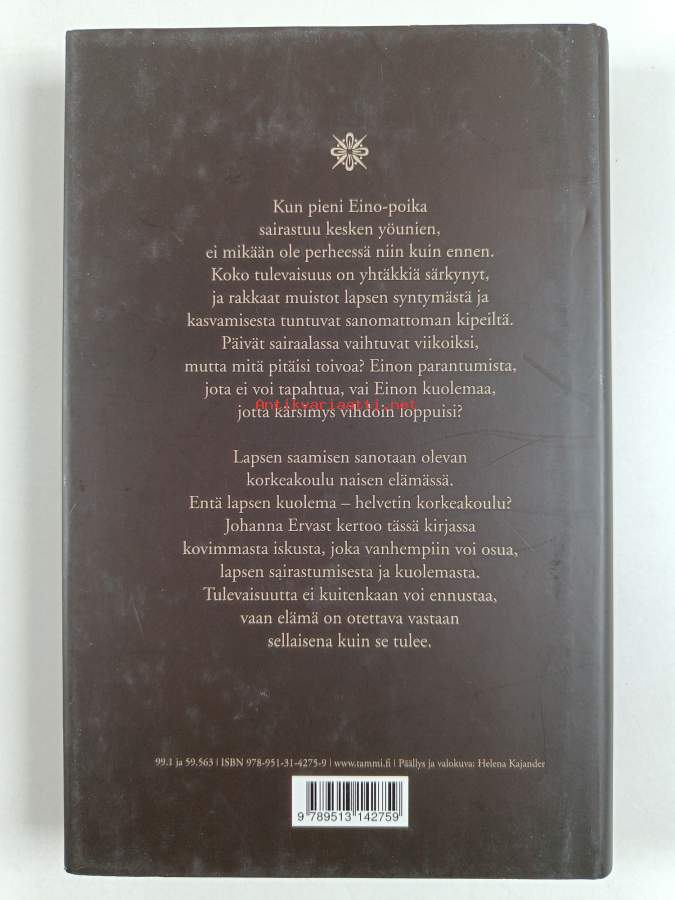 Kun pieni Eino-poika
sairastuu kesken yöunien,
ei mikään ole perheessä niin kuin ennen.
Koko tulevaisuus on yhtäkkiä särkynyt,
ja rakkaat muistot lapsen syntymästä ja
kasvamisesta tuntuvat sanomattoman kipeiltä.
Päivät sairaalassa vaihtuvat viikoiksi,
mutta mitä pitäisi toivoa? Einon parantumista,
jota ei voi tapahtua, vai Einon kuolemaa,
Antikvariaatti.net
jotta kärsimys vihdoin loppuisi?
Lapsen saamisen sanotaan olevan
korkeakoulu naisen elämässä.
Entä lapsen kuolema – helvetin korkeakoulu?
Johanna Ervast kertoo tässä kirjassa
kovimmasta iskusta, joka vanhempiin voi osua,
lapsen sairastumisesta ja kuolemasta.
Tulevaisuutta ei kuitenkaan voi ennustaa,
vaan elämä on otettava vastaan
sellaisena kuin se tulee.
99.1 ja 59.563 | ISBN 978-951-31-4275-9 | www.tammi.fi | Päällys ja valokuva: Helena Kajander
9 789513 142759